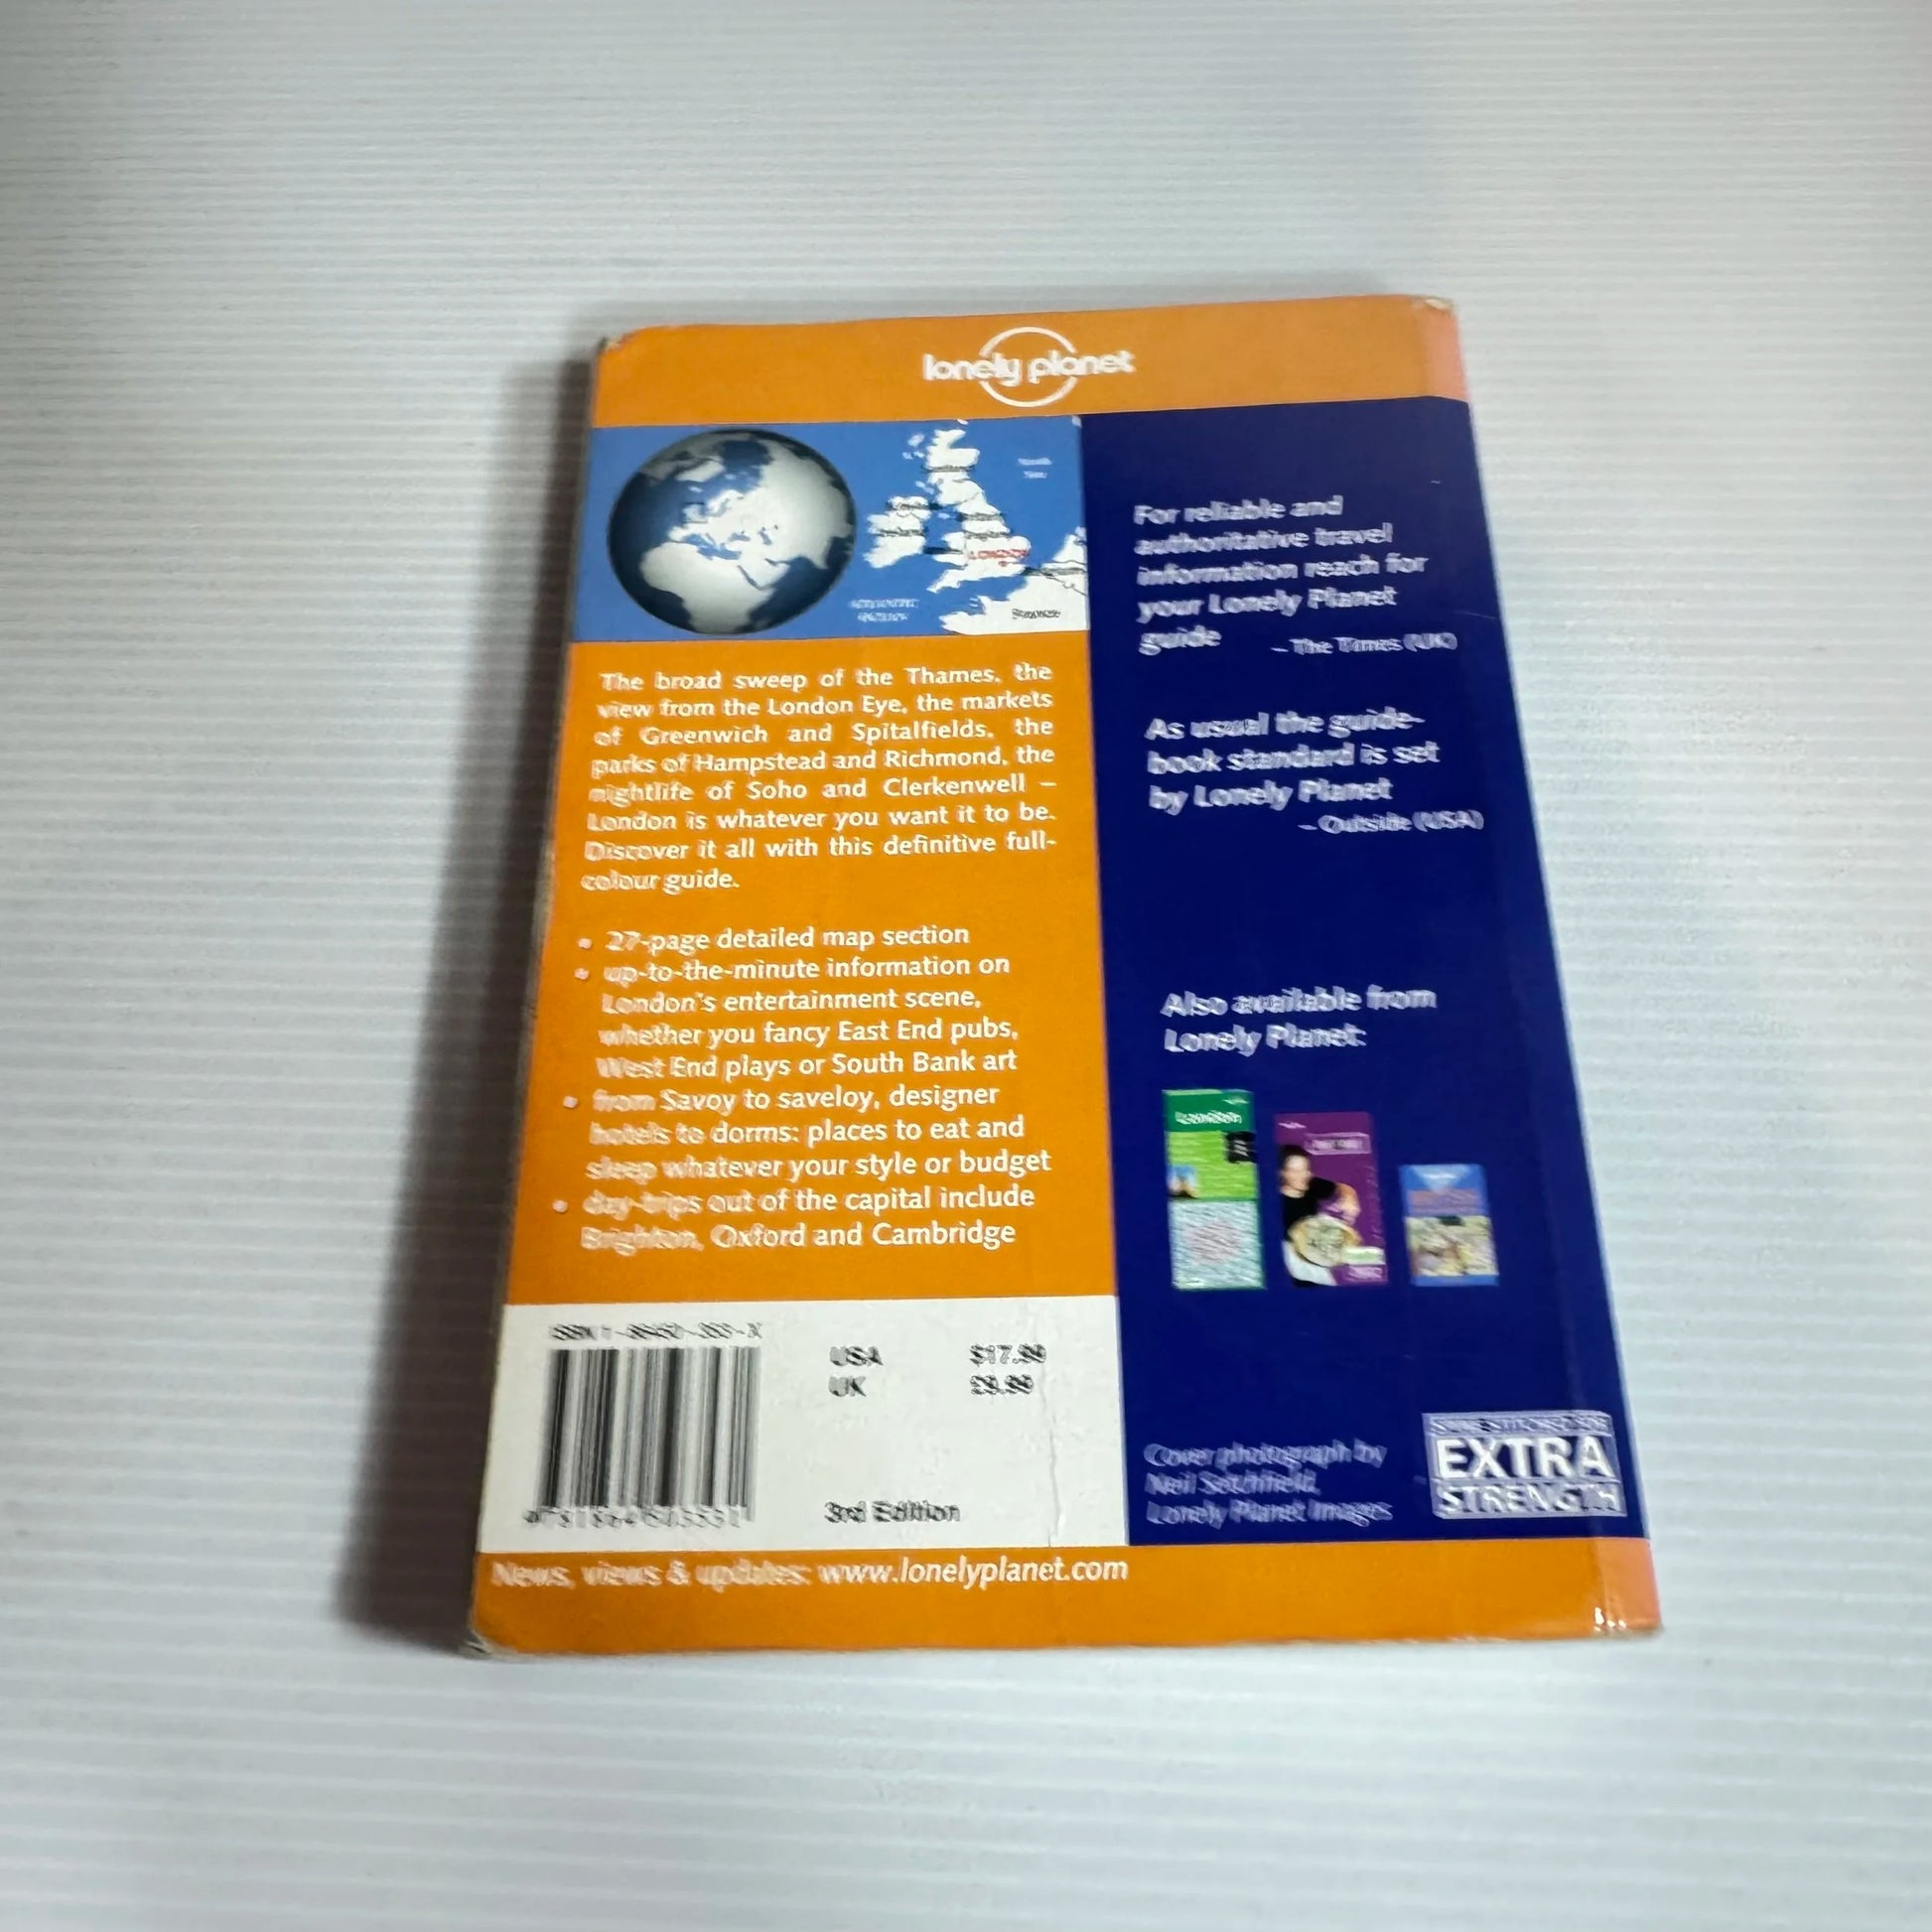 lonely planet
LONDON
The broad sweep of the Thames, the
view from the London Eye, the markets
of Greenwich and Spitalfields, the
parks of Hampstead and Richmond, the
nightlife of Soho and Clerkenwell –
London is whatever you want it to be.
Discover it all with this definitive full-
colour guide.
• 27-page detailed map section
• up-to-the-minute information on
London's entertainment scene,
whether you fancy East End pubs,
West End plays or South Bank art
• from Savoy to saveloy, designer
hotels to dorms: places to eat and
sleep whatever your style or budget
• day-trips out of the capital include
Brighton, Oxford and Cambridge
USA $17.99
UK £9.99
3rd Edition
News, views & updates: www.lonelyplanet.com
For reliable and
authoritative travel
information reach for
your Lonely Planet
guide
– The Times (UK)
As usual the guide-
book standard is set
by Lonely Planet
– Outside (USA)
Also available from
Lonely Planet:
London
Cover photograph by
Neil Setchfield,
Lonely Planet Images
EXTRA
STRENGTH